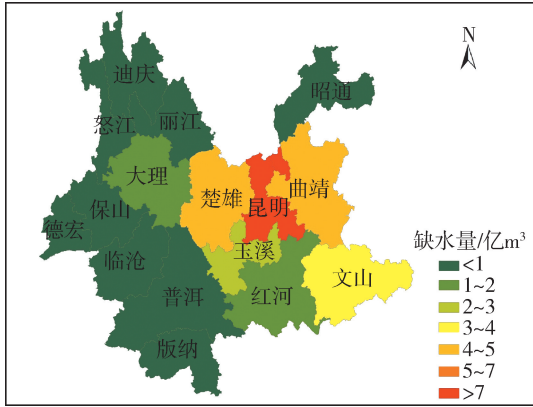 N
迪庆
昭通
怒江
丽江
大理
楚雄
昆明
曲靖
保山
德宏
临沧
玉溪
普洱
红河
文山
版纳
缺水量/亿m³
<1
1~2
2~3
3~4
4~5
5~7
>7